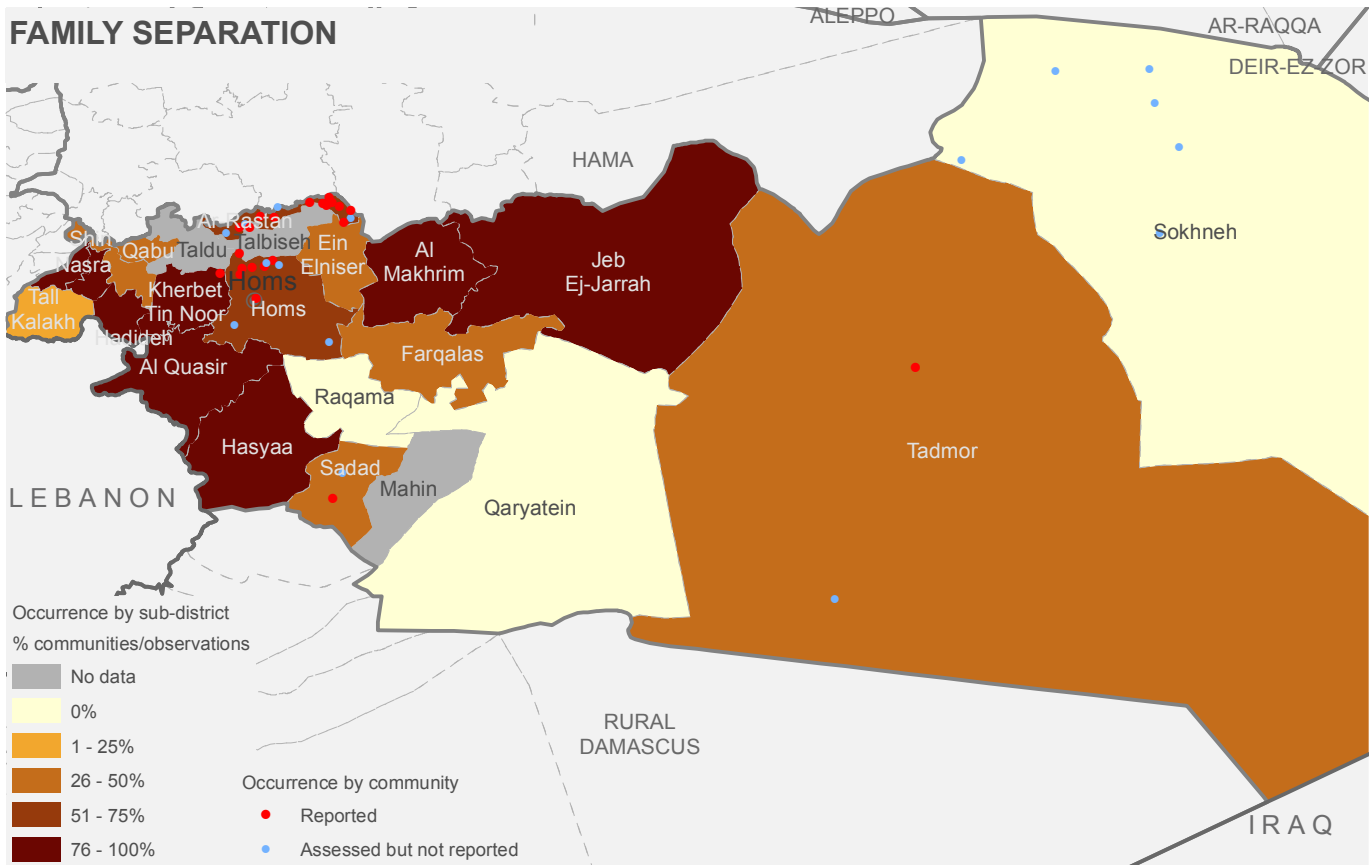 FAMILY SEPARATION
ALEPPO
AR-RAQQA
DEIR-EZ-ZOR
HAMA
Sokhneh
Ar-Rastan
Shin
Qabu
Taldu
Talbiseh
Ein
Elniser
Al
Makhrim
Jeb
Ej-Jarrah
Nasra
Homs
Kherbet
Tin Noor
Homs
Tall
Kalakh
Hadideh
Al Quasir
Farqalas
Raqama
Hasyaa
Tadmor
Sadad
Mahin
Qaryatein
LEBANON
Occurrence by sub-district
% communities/observations
No data
0%
1 - 25%
26 - 50%
51 - 75%
76 - 100%
RURAL
DAMASCUS
Occurrence by community
Reported
Assessed but not reported
IRAQ